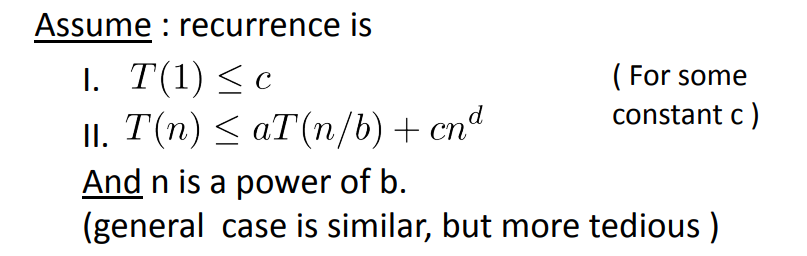 Assume : recurrence is
I. T(1) ≤ c ( For some
II. T(n) ≤ aT(n/b) + cn^d constant c )
And n is a power of b.
(general case is similar, but more tedious )